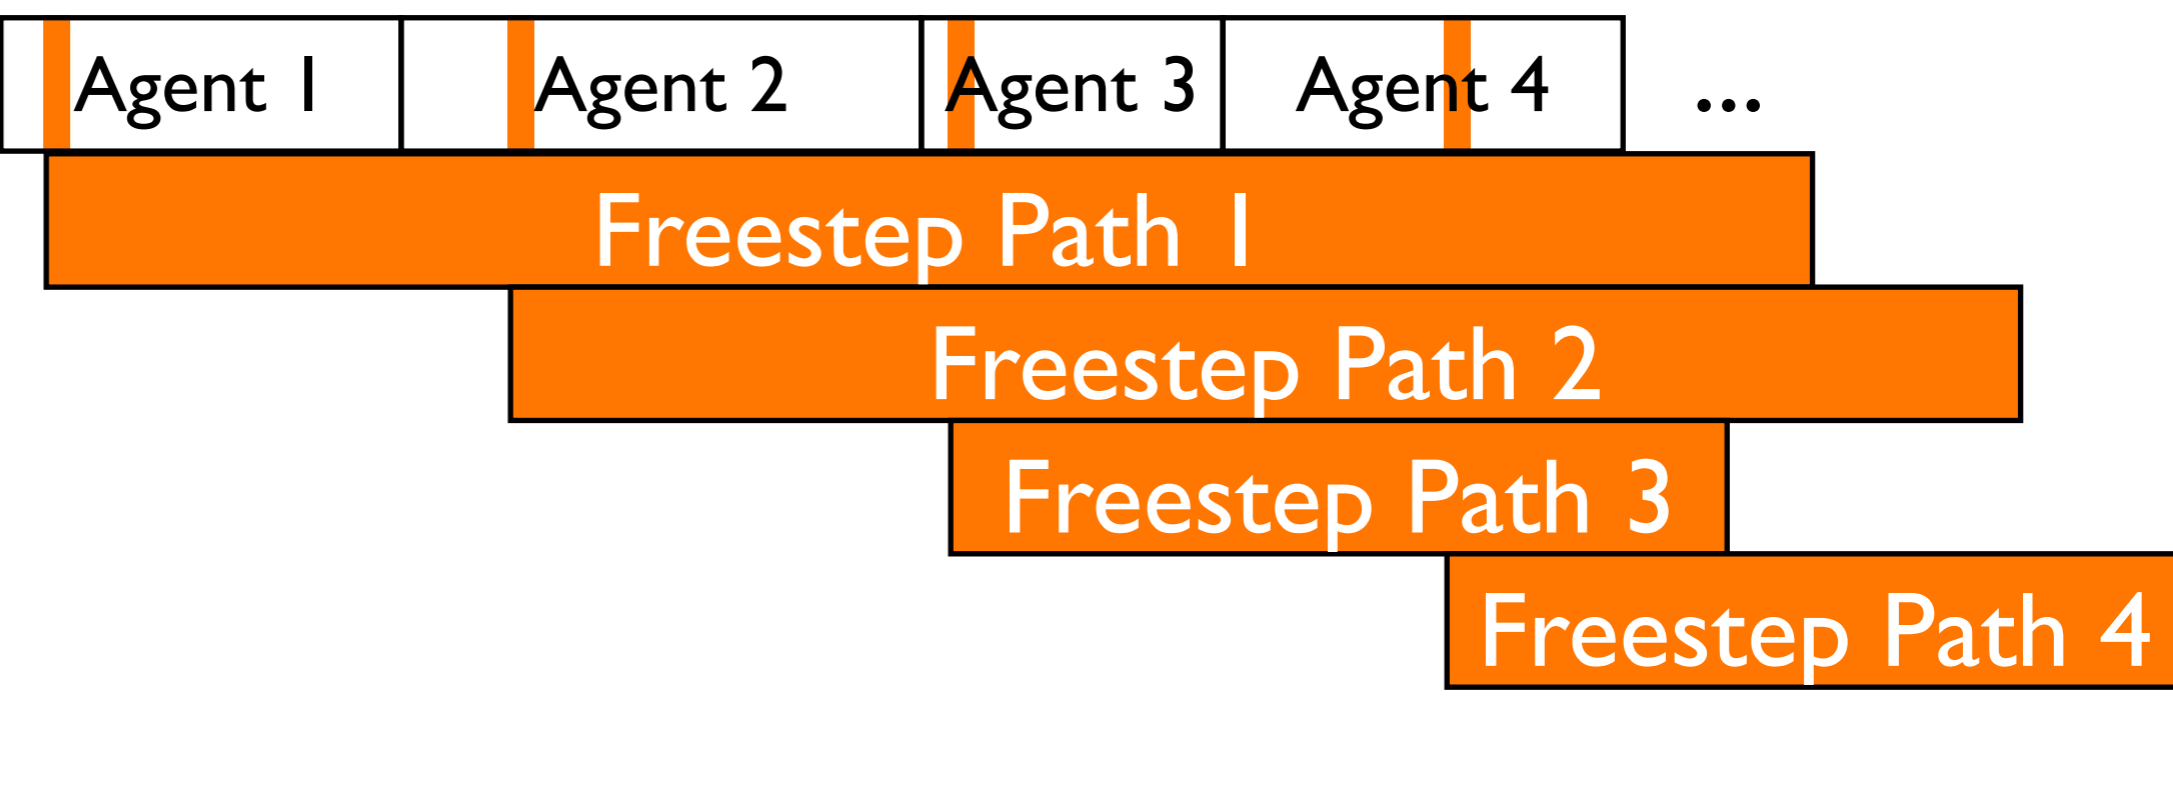 Agent 1 Agent 2 Agent 3 Agent 4 ...
Freestep Path 1
Freestep Path 2
Freestep Path 3
Freestep Path 4